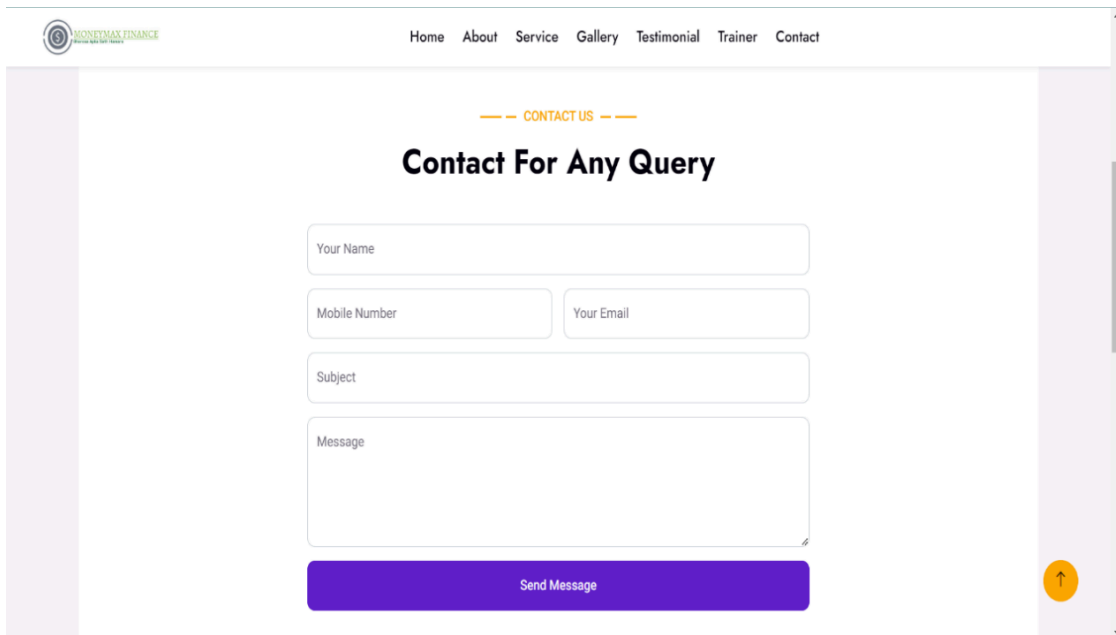 MONEYMAX FINANCE
Home About Service Gallery Testimonial Trainer Contact
CONTACT US
Contact For Any Query
Your Name
Mobile Number Your Email
Subject
Message
Send Message